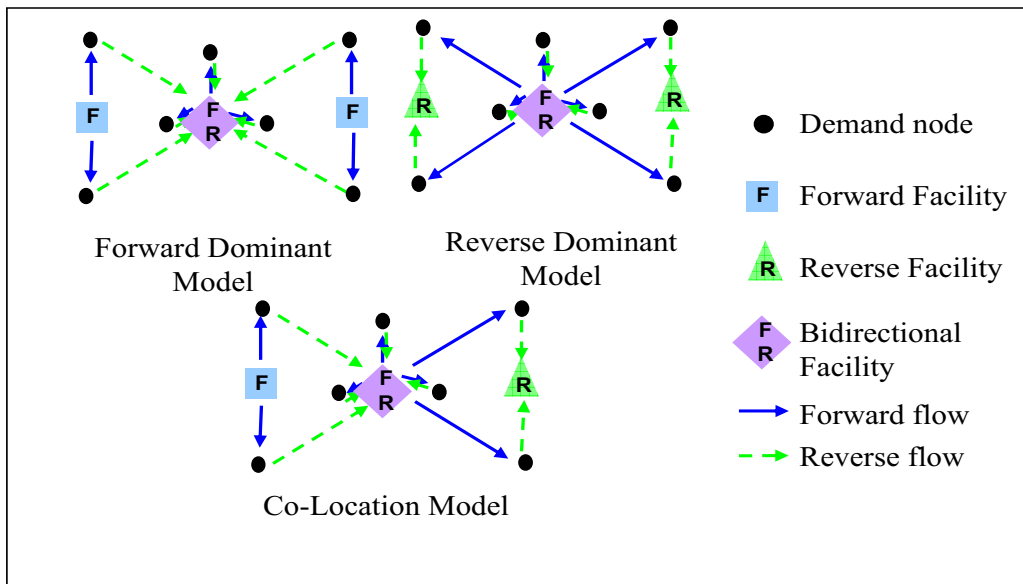 F
F
R
F
Forward Dominant
Model
R
F
R
R
Reverse Dominant
Model
F
F
R
R
Co-Location Model
Demand node
F
Forward Facility
R
Reverse Facility
F
R
Bidirectional
Facility
Forward flow
Reverse flow